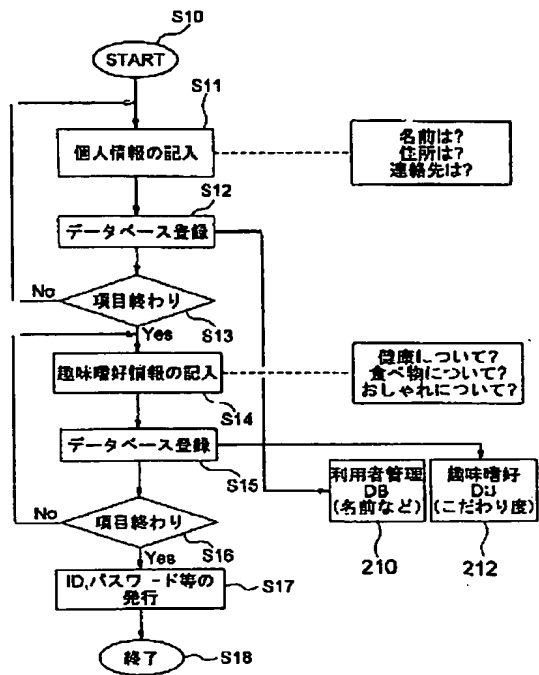 S10
START
S11
個人情報の記入
名前は?
住所は?
連絡先は?
S12
データベース登録
No
項目終わり
S13
Yes
趣味嗜好情報の記入
S14
健康について?
食べ物について?
おしゃれについて?
データベース登録
S15
利用者管理
DB
(名前など)
210
趣味嗜好
DB
(こだわり度)
212
No
項目終わり
S16
Yes
ID、パスワード等の
発行
S17
終了
S18